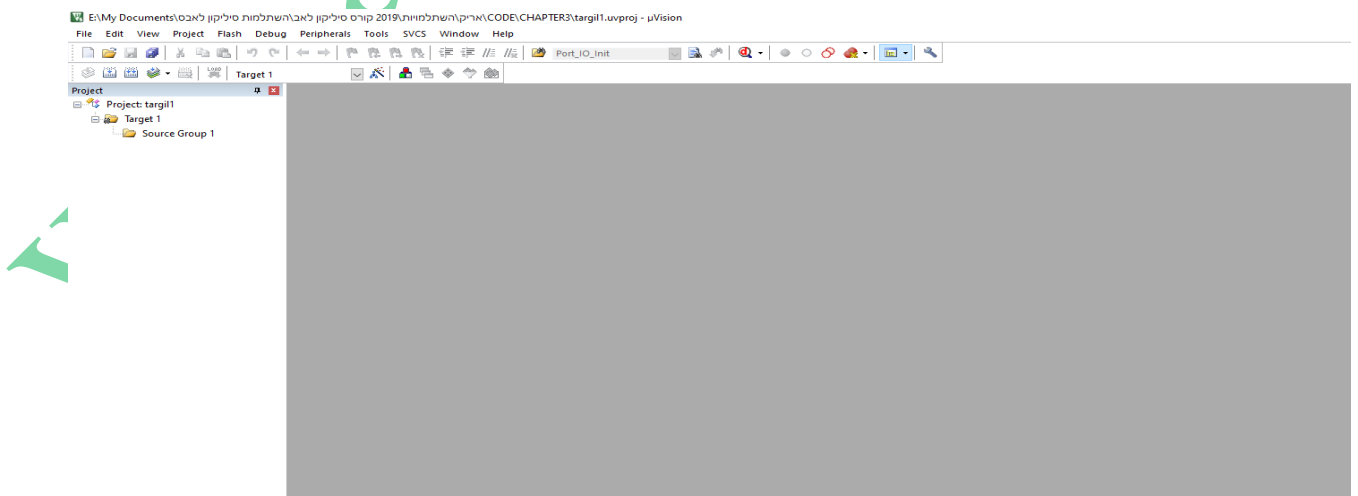 E:\My Documents\אריק\השתלמויות\2019 קורס סיליקון לאב\השתלמות סיליקון לאבס\CODE\CHAPTER3\targil1.uvproj - µVision
File Edit View Project Flash Debug Peripherals Tools SVCS Window Help
Port_IO_Init
LOAD Target 1
Project
Project: targil1
Target 1
Source Group 1